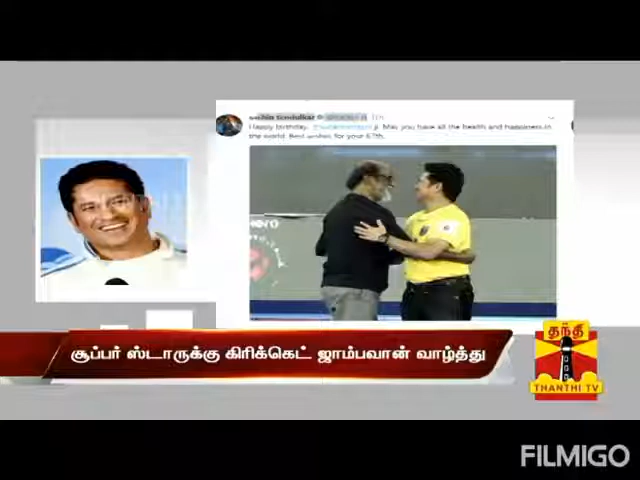 sachin tendulkar
Happy birthday, ji. May you have all the health and happiness in
the world. Best wishes for your 67th.
சூப்பர் ஸ்டாருக்கு கிரிக்கெட் ஜாம்பவான் வாழ்த்து
தந்தி
THANTHI TV
FILMIGO